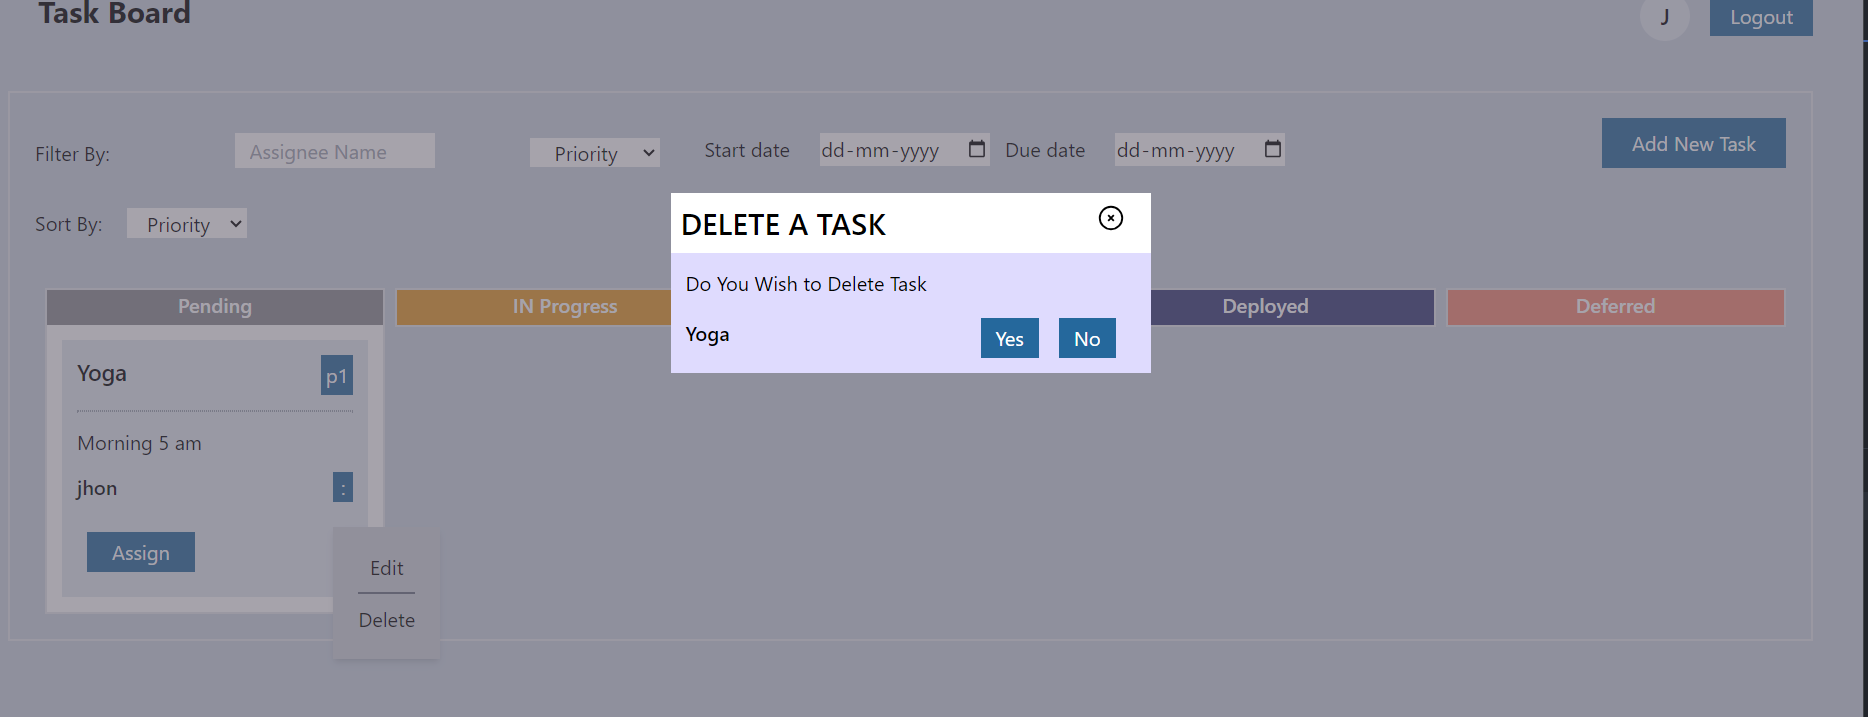 Task Board
J
Logout
Filter By:
Assignee Name
Priority
Start date
dd-mm-yyyy
Due date
dd-mm-yyyy
Add New Task
Sort By:
Priority
DELETE A TASK
Do You Wish to Delete Task
Yoga
Yes
No
Pending
IN Progress
Deployed
Deferred
Yoga
p1
Morning 5 am
jhon
:
Assign
Edit
Delete